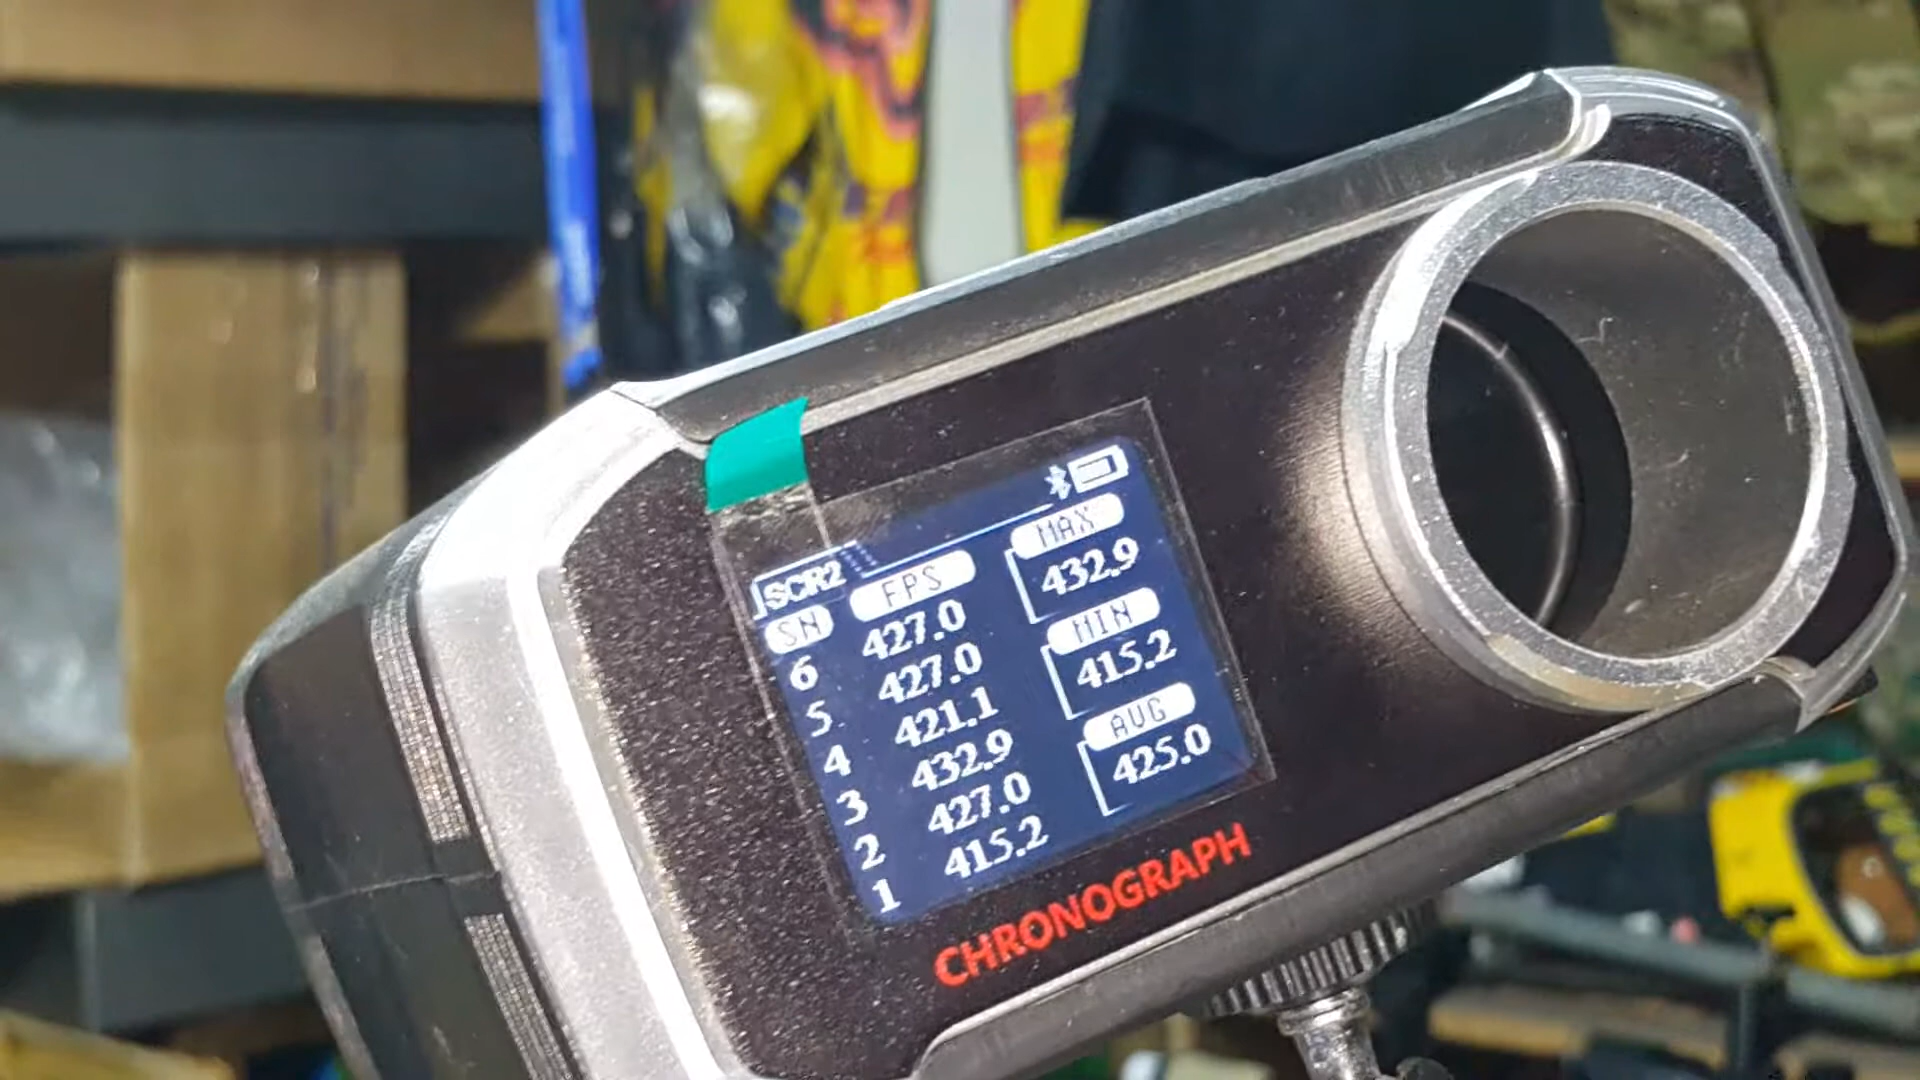 SCR2
SN FPS
6 427.0
5 427.0
4 421.1
3 432.9
2 427.0
1 415.2
MAX
432.9
MIN
415.2
AVG
425.0
CHRONOGRAPH